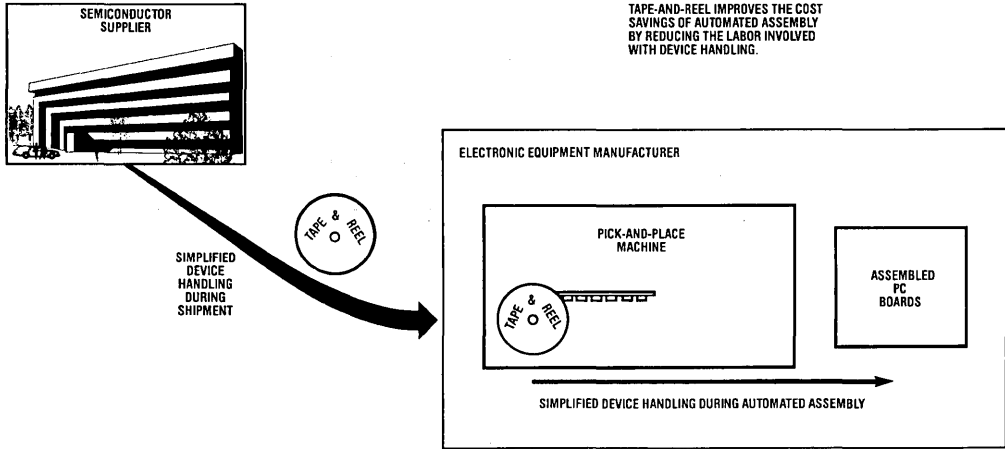 SEMICONDUCTOR
SUPPLIER
TAPE-AND-REEL IMPROVES THE COST
SAVINGS OF AUTOMATED ASSEMBLY
BY REDUCING THE LABOR INVOLVED
WITH DEVICE HANDLING.
TAPE & REEL
SIMPLIFIED
DEVICE
HANDLING
DURING
SHIPMENT
ELECTRONIC EQUIPMENT MANUFACTURER
PICK-AND-PLACE
MACHINE
TAPE & REEL
ASSEMBLED
PC
BOARDS
SIMPLIFIED DEVICE HANDLING DURING AUTOMATED ASSEMBLY